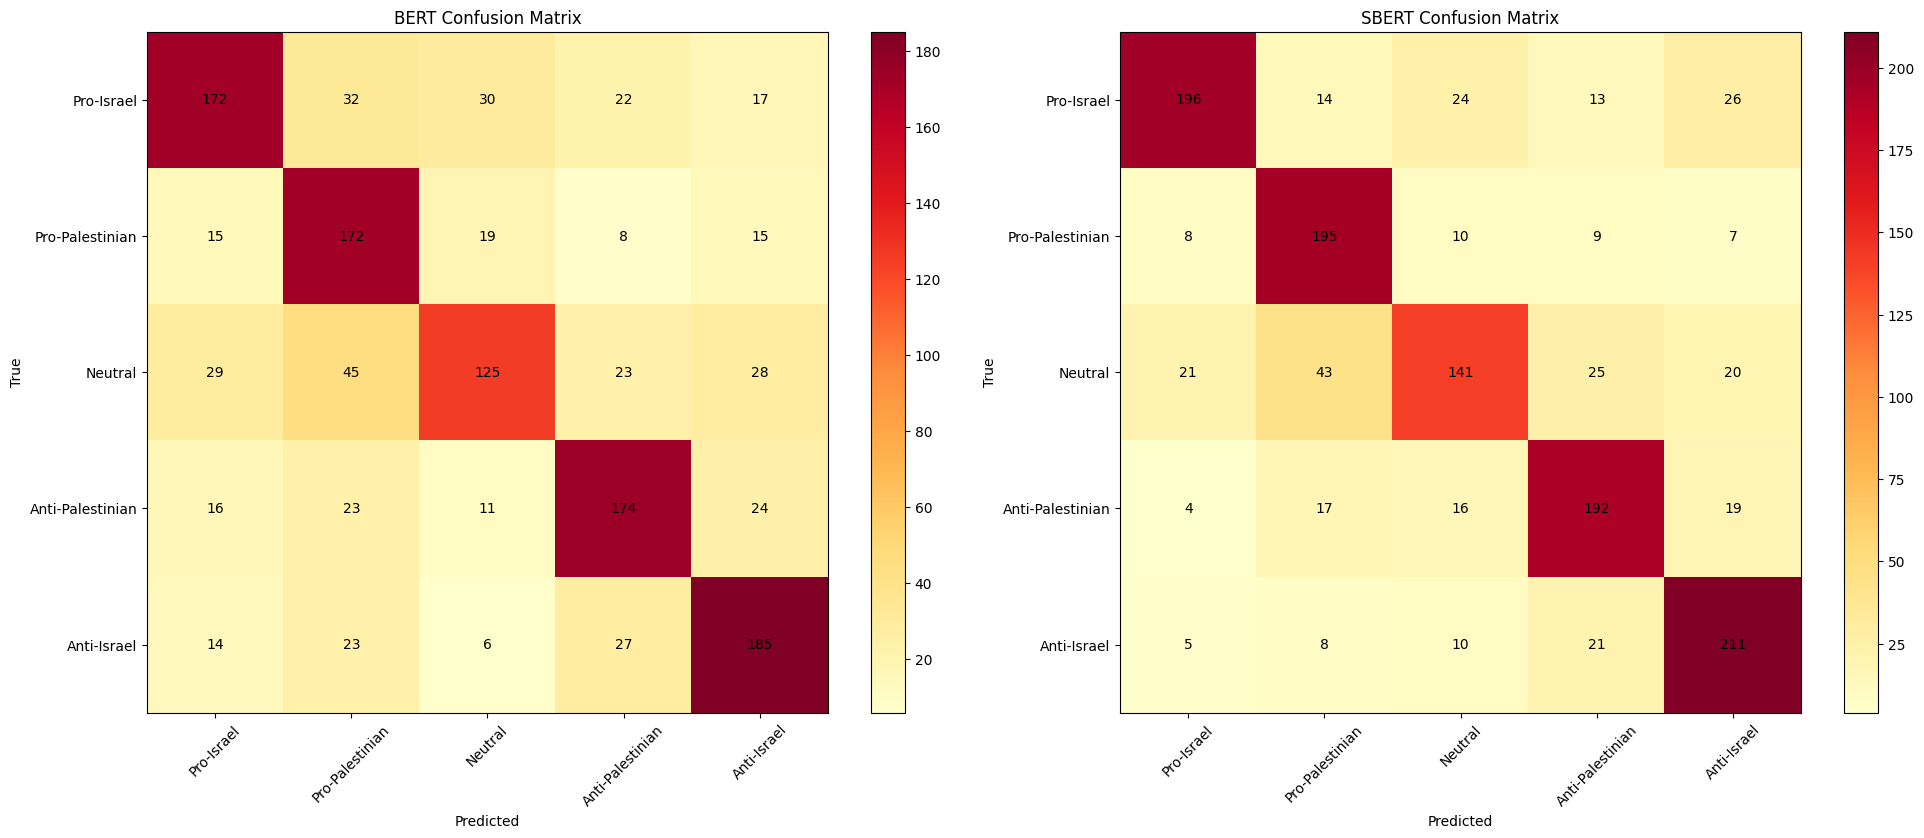 BERT Confusion Matrix
True
Pro-Israel 172 32 30 22 17
Pro-Palestinian 15 172 19 8 15
Neutral 29 45 125 23 28
Anti-Palestinian 16 23 11 174 24
Anti-Israel 14 23 6 27 185
Pro-Israel Pro-Palestinian Neutral Anti-Palestinian Anti-Israel
Predicted
180
160
140
120
100
80
60
40
20
SBERT Confusion Matrix
True
Pro-Israel 196 14 24 13 26
Pro-Palestinian 8 195 10 9 7
Neutral 21 43 141 25 20
Anti-Palestinian 4 17 16 192 19
Anti-Israel 5 8 10 21 211
Pro-Israel Pro-Palestinian Neutral Anti-Palestinian Anti-Israel
Predicted
200
175
150
125
100
75
50
25